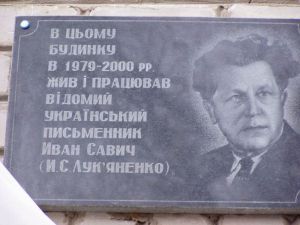 В ЦЬОМУ
БУДИНКУ
В 1979-2000 РР.
ЖИВ І ПРАЦЮВАВ
ВІДОМИЙ
УКРАЇНСЬКИЙ
ПИСЬМЕННИК
ИВАН САВИЧ
(И.С.ЛУК'ЯНЕНКО)